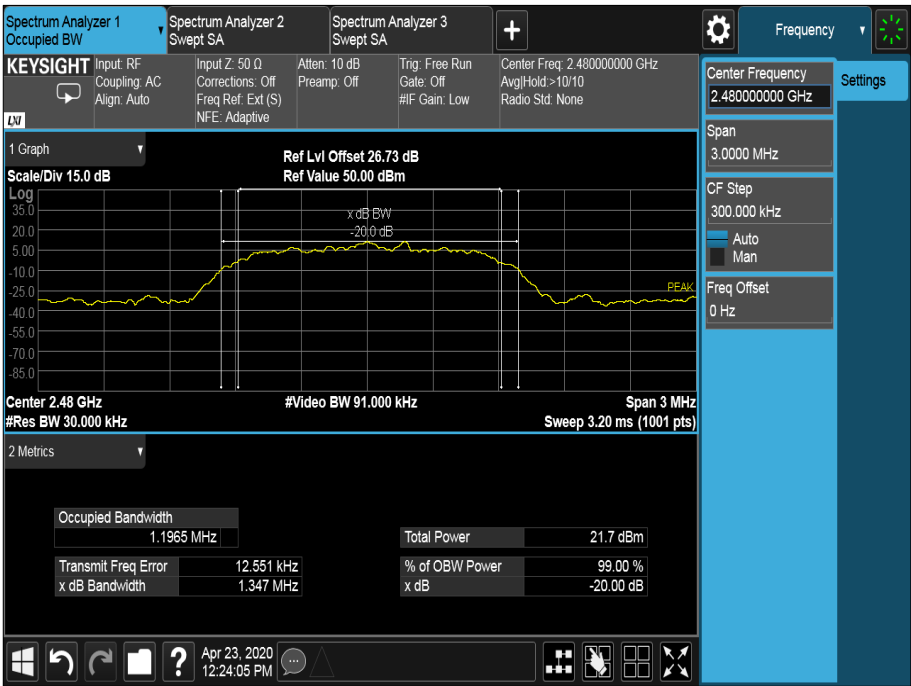 Spectrum Analyzer 1
Occupied BW
Spectrum Analyzer 2
Swept SA
Spectrum Analyzer 3
Swept SA
+
Frequency
KEYSIGHT
LXI
Input: RF
Coupling: AC
Align: Auto
Input Z: 50 Ω
Corrections: Off
Freq Ref: Ext (S)
NFE: Adaptive
Atten: 10 dB
Preamp: Off
Trig: Free Run
Gate: Off
#IF Gain: Low
Center Freq: 2.480000000 GHz
Avg|Hold:>10/10
Radio Std: None
Center Frequency
2.480000000 GHz
Settings
Span
3.0000 MHz
CF Step
300.000 kHz
Auto
Man
Freq Offset
0 Hz
1 Graph
Scale/Div 15.0 dB
Ref Lvl Offset 26.73 dB
Ref Value 50.00 dBm
Log
35.0
20.0
5.00
-10.0
-25.0
-40.0
-55.0
-70.0
-85.0
x dB BW
-20.0 dB
PEAK
Center 2.48 GHz
#Video BW 91.000 kHz
Span 3 MHz
#Res BW 30.000 kHz
Sweep 3.20 ms (1001 pts)
2 Metrics
Occupied Bandwidth
1.1965 MHz
Total Power
21.7 dBm
Transmit Freq Error
12.551 kHz
% of OBW Power
99.00 %
x dB Bandwidth
1.347 MHz
x dB
-20.00 dB
?
Apr 23, 2020
12:24:05 PM